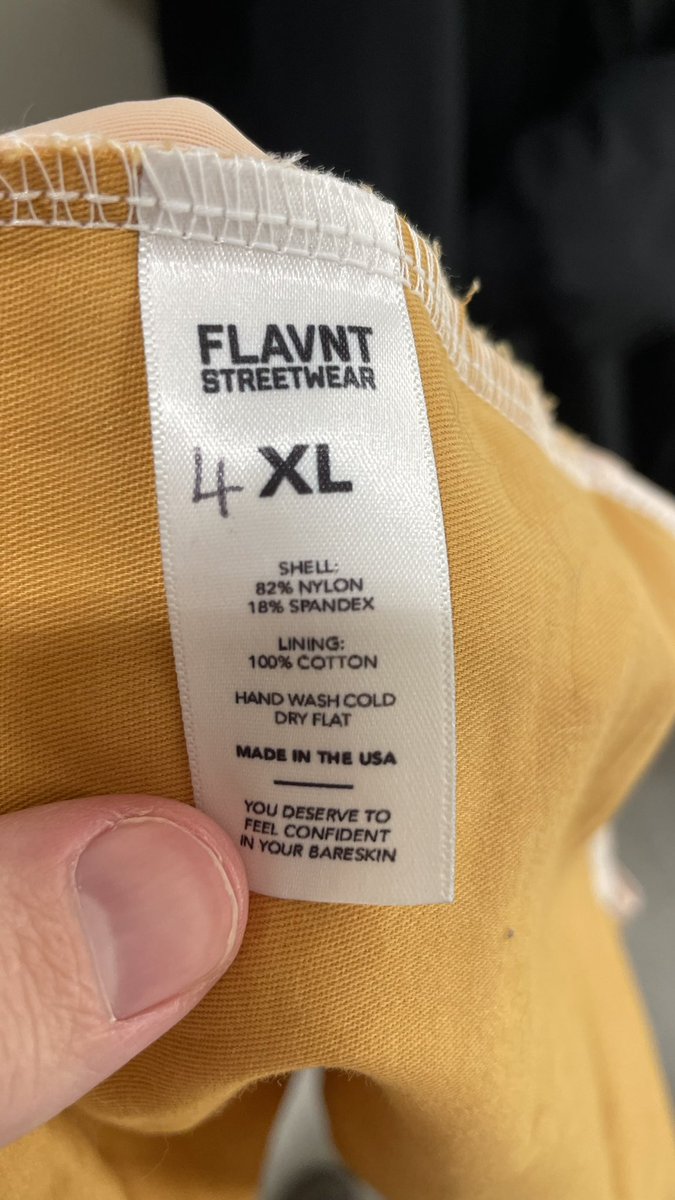 FLAVNT
STREETWEAR
4 XL
SHELL:
82% NYLON
18% SPANDEX
LINING:
100% COTTON
HAND WASH COLD
DRY FLAT
MADE IN THE USA
YOU DESERVE TO
FEEL CONFIDENT
IN YOUR BARESKIN